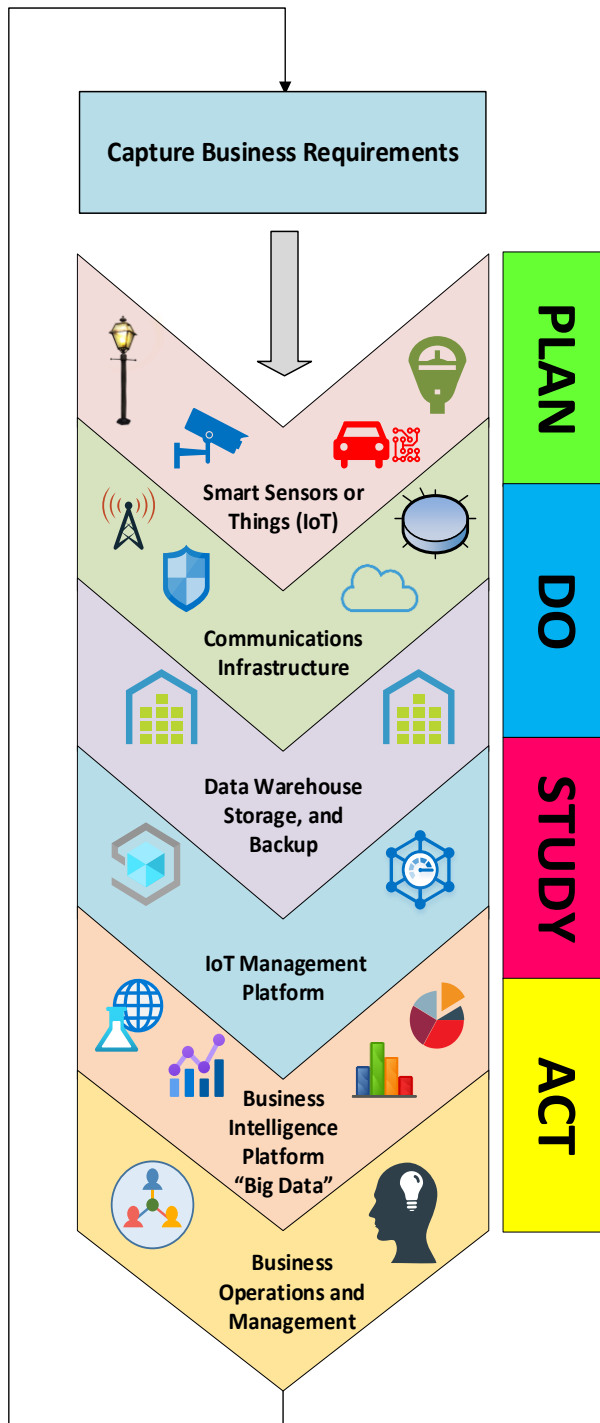 Capture Business Requirements
PLAN
Smart Sensors or
Things (IoT)
DO
Communications
Infrastructure
Data Warehouse
Storage, and
Backup
STUDY
IoT Management
Platform
ACT
Business
Intelligence
Platform
“Big Data”
Business
Operations and
Management